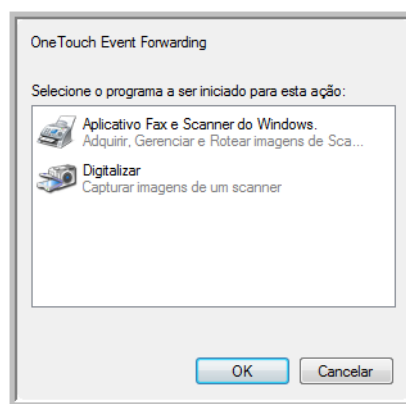 OneTouch Event Forwarding
Selecione o programa a ser iniciado para esta ação:
Aplicativo Fax e Scanner do Windows.
Adquirir, Gerenciar e Rotear imagens de Sca...
Digitalizar
Capturar imagens de um scanner
OK
Cancelar